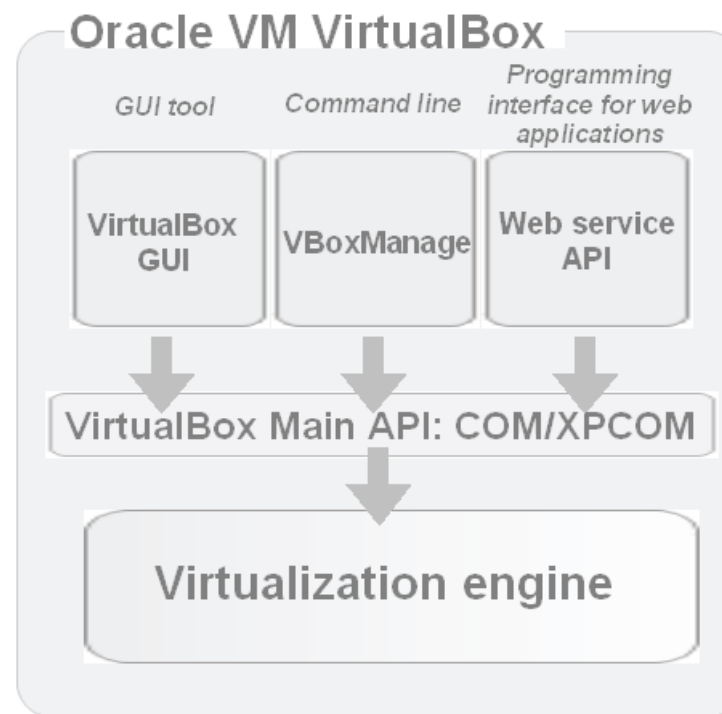 Oracle VM VirtualBox
GUI tool
Command line
Programming
interface for web
applications
VirtualBox
GUI
VBoxManage
Web service
API
VirtualBox Main API: COM/XPCOM
Virtualization engine